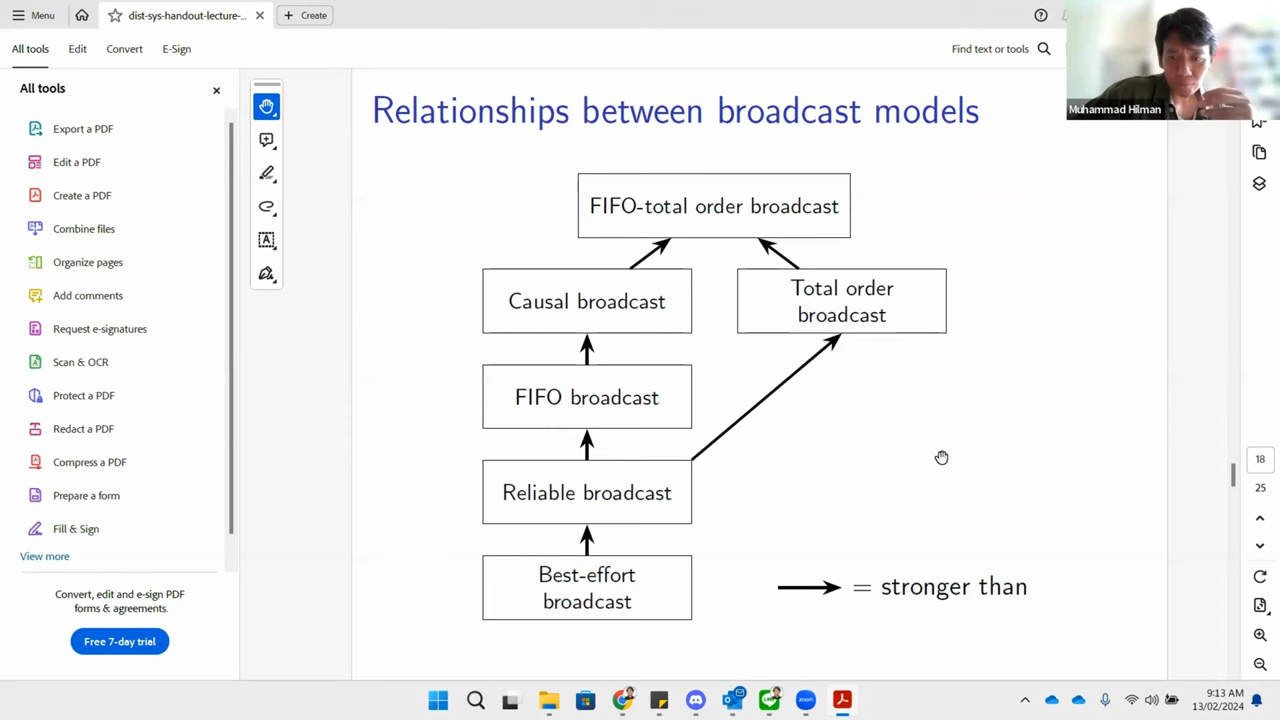 Menu
dist-sys-handout-lecture-...
Create
All tools
Edit
Convert
E-Sign
Find text or tools
Muhammad Hilman
All tools
Export a PDF
Edit a PDF
Create a PDF
Combine files
Organize pages
Add comments
Request e-signatures
Scan & OCR
Protect a PDF
Redact a PDF
Compress a PDF
Prepare a form
Fill & Sign
View more
Convert, edit and e-sign PDF
forms & agreements.
Free 7-day trial
Relationships between broadcast models
FIFO-total order broadcast
Causal broadcast
Total order
broadcast
FIFO broadcast
Reliable broadcast
Best-effort
broadcast
= stronger than
18
25
9:13 AM
13/02/2024